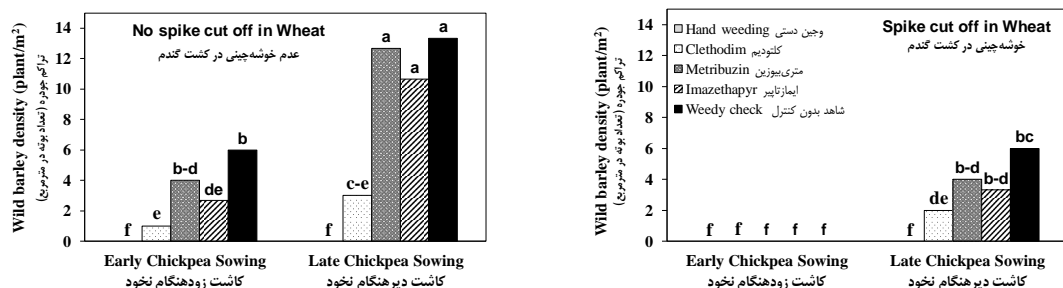 No spike cut off in Wheat
عدم خوشه‌چینی در کشت گندم
Wild barley density (plant/m²)
تراکم جودره (تعداد بوته در مترمربع)
14
12
10
8
6
4
2
0
f e b-d de b
f c-e a a a
Early Chickpea Sowing
کاشت زودهنگام نخود
Late Chickpea Sowing
کاشت دیرهنگام نخود
Spike cut off in Wheat
خوشه‌چینی در کشت گندم
Wild barley density (plant/m²)
تراکم جودره (تعداد بوته در مترمربع)
14
12
10
8
6
4
2
0
Hand weeding وجین دستی
Clethodim کلتودیم
Metribuzin متری‌بیوزین
Imazethapyr ایمازتاپیر
Weedy check شاهد بدون کنترل
f f f f f
f de b-d b-d bc
Early Chickpea Sowing
کاشت زودهنگام نخود
Late Chickpea Sowing
کاشت دیرهنگام نخود